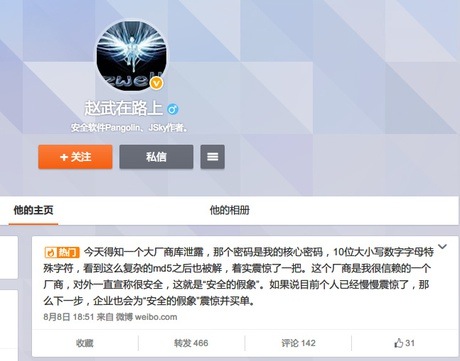 zwell
赵武在路上
安全软件Pangolin、JSky作者。
+ 关注
私信
他的主页
他的相册
热门 今天得知一个大厂商库泄露，那个密码是我的核心密码，10位大小写数字字母特
殊字符，看到这么复杂的md5之后也被解，着实震惊了一把。这个厂商是我很信赖的一个
厂商，对外一直宣称很安全，这就是“安全的假象”。如果说目前个人已经慢慢震惊了，那
么下一步，企业也会为“安全的假象”震惊并买单。
8月8日 18:51 来自 微博 weibo.com
收藏
转发 466
评论 142
31